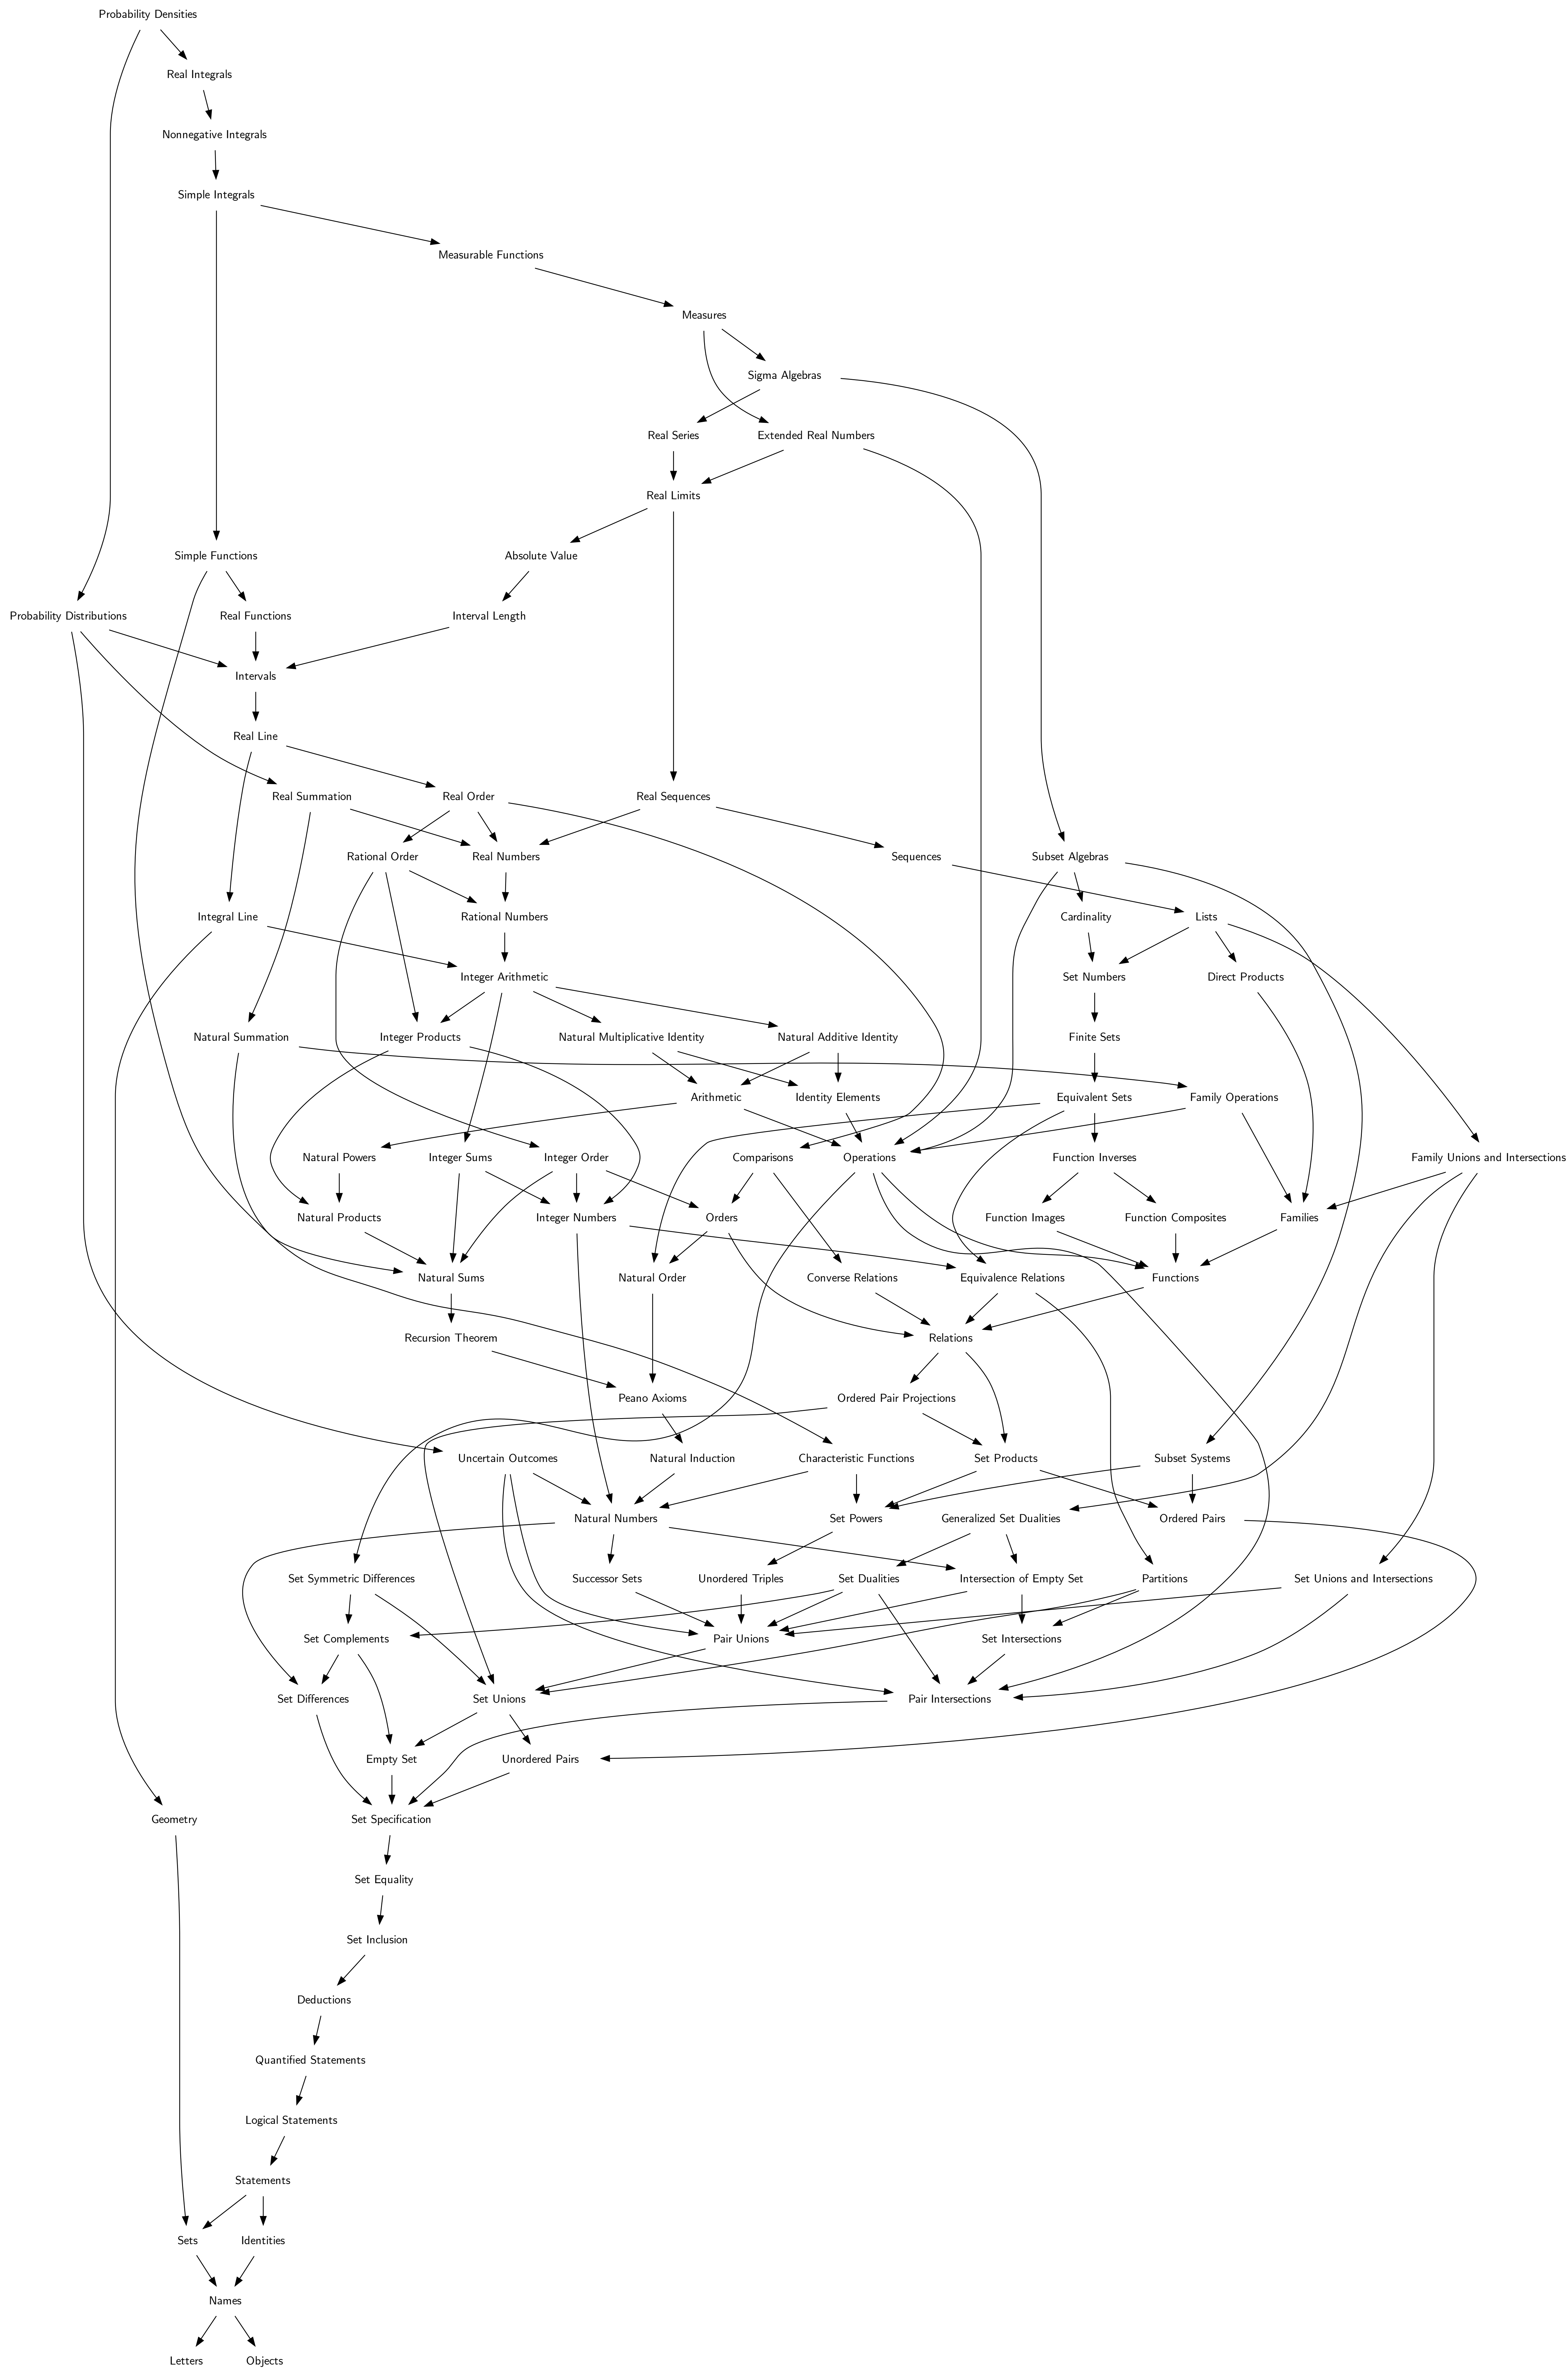 Probability Densities
Real Integrals
Nonnegative Integrals
Simple Integrals
Measurable Functions
Measures
Sigma Algebras
Real Series
Extended Real Numbers
Real Limits
Simple Functions
Absolute Value
Probability Distributions
Real Functions
Interval Length
Intervals
Real Line
Real Summation
Real Order
Real Sequences
Rational Order
Real Numbers
Sequences
Subset Algebras
Integral Line
Rational Numbers
Cardinality
Lists
Integer Arithmetic
Set Numbers
Direct Products
Natural Summation
Integer Products
Natural Multiplicative Identity
Natural Additive Identity
Finite Sets
Arithmetic
Identity Elements
Equivalent Sets
Family Operations
Natural Powers
Integer Sums
Integer Order
Comparisons
Operations
Function Inverses
Family Unions and Intersections
Natural Products
Integer Numbers
Orders
Function Images
Function Composites
Families
Natural Sums
Natural Order
Converse Relations
Equivalence Relations
Functions
Recursion Theorem
Relations
Peano Axioms
Ordered Pair Projections
Uncertain Outcomes
Natural Induction
Characteristic Functions
Set Products
Subset Systems
Natural Numbers
Set Powers
Generalized Set Dualities
Ordered Pairs
Set Symmetric Differences
Successor Sets
Unordered Triples
Set Dualities
Intersection of Empty Set
Partitions
Set Unions and Intersections
Set Complements
Pair Unions
Set Intersections
Set Differences
Set Unions
Pair Intersections
Empty Set
Unordered Pairs
Geometry
Set Specification
Set Equality
Set Inclusion
Deductions
Quantified Statements
Logical Statements
Statements
Sets
Identities
Names
Letters
Objects